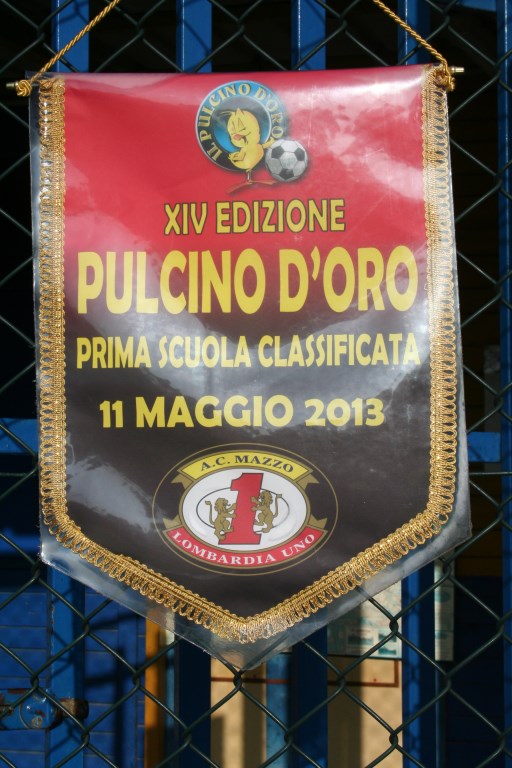 IL PULCINO D'ORO
XIV EDIZIONE
PULCINO D'ORO
PRIMA SCUOLA CLASSIFICATA
11 MAGGIO 2013
A.C. MAZZO
1
LOMBARDIA UNO